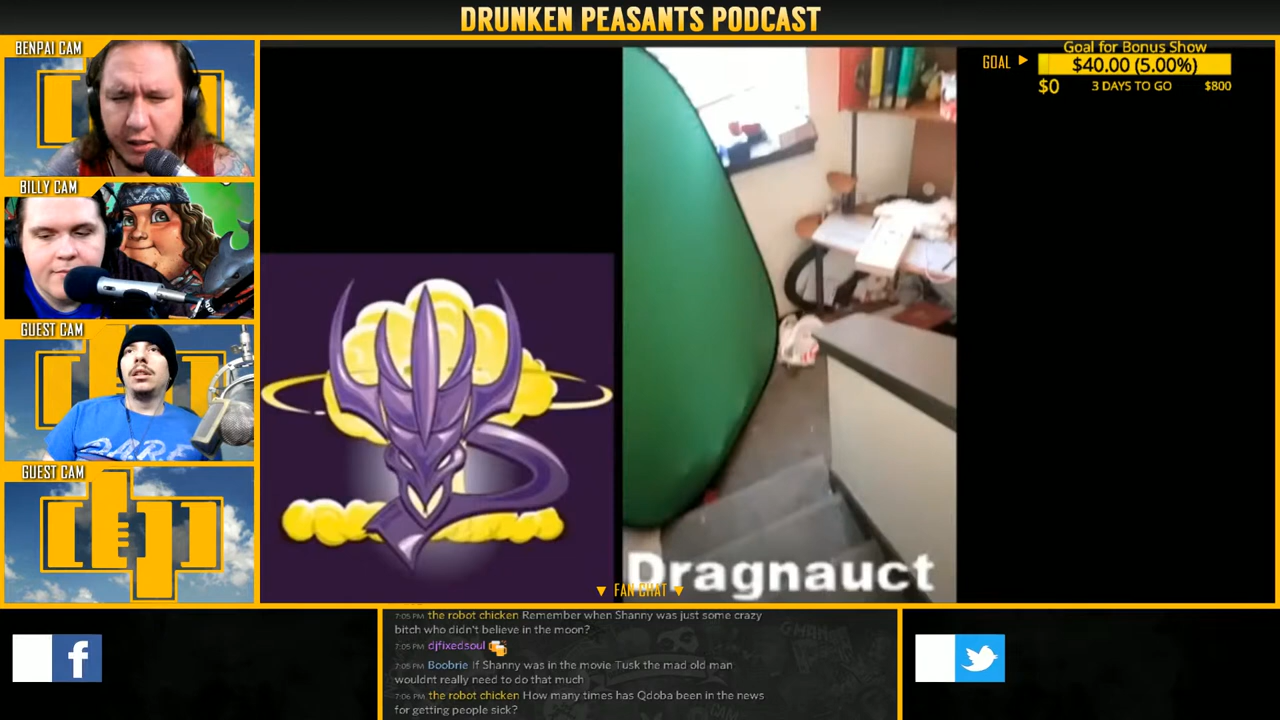 DRUNKEN PEASANTS PODCAST
BENPAI CAM
BILLY CAM
GUEST CAM
GUEST CAM
GOAL
Goal for Bonus Show
$40.00 (5.00%)
$0 3 DAYS TO GO $800
Dragnauct
FAN CHAT
7:05 PM the robot chicken Remember when Shanny was just some crazy
bitch who didn't believe in the moon?
7:05 PM djfixedsoul
7:05 PM Boobrie If Shanny was in the movie Tusk the mad old man
wouldnt really need to do that much
7:06 PM the robot chicken How many times has Qdoba been in the news
for getting people sick?
f